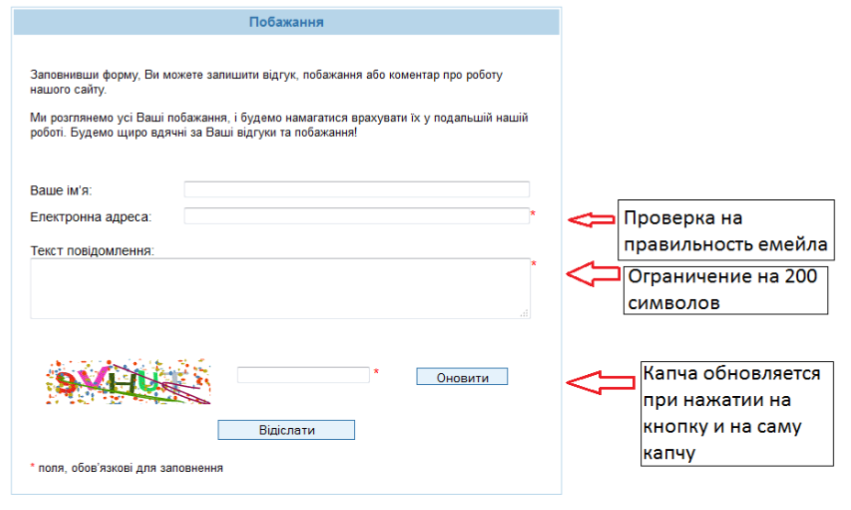 Побажання
Заповнивши форму, Ви можете залишити відгук, побажання або коментар про роботу
нашого сайту.
Ми розглянемо усі Ваші побажання, і будемо намагатися врахувати їх у подальшій нашій
роботі. Будемо щиро вдячні за Ваші відгуки та побажання!
Ваше ім'я:
Електронна адреса: *
Проверка на
правильность емейла
Текст повідомлення: *
Ограничение на 200
символов
* Оновити
Капча обновляется
при нажатии на
кнопку и на саму
капчу
Відіслати
* поля, обов'язкові для заповнення